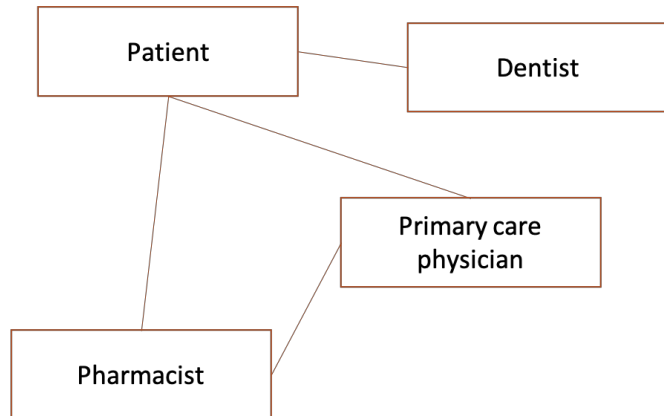 Patient
Dentist
Primary care
physician
Pharmacist